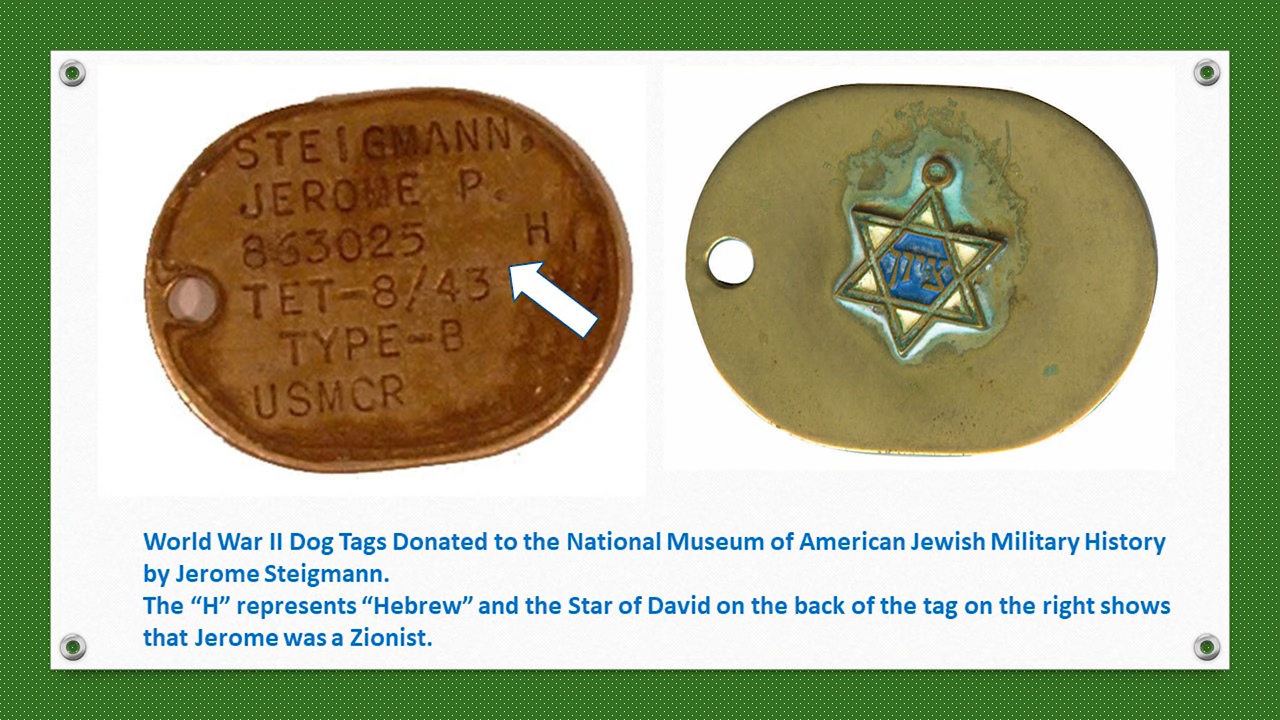 STEIGMANN.
JEROME P.
863025 H
TET-8/43
TYPE-B
USMCR
ציון
World War II Dog Tags Donated to the National Museum of American Jewish Military History
by Jerome Steigmann.
The “H” represents “Hebrew” and the Star of David on the back of the tag on the right shows
that Jerome was a Zionist.